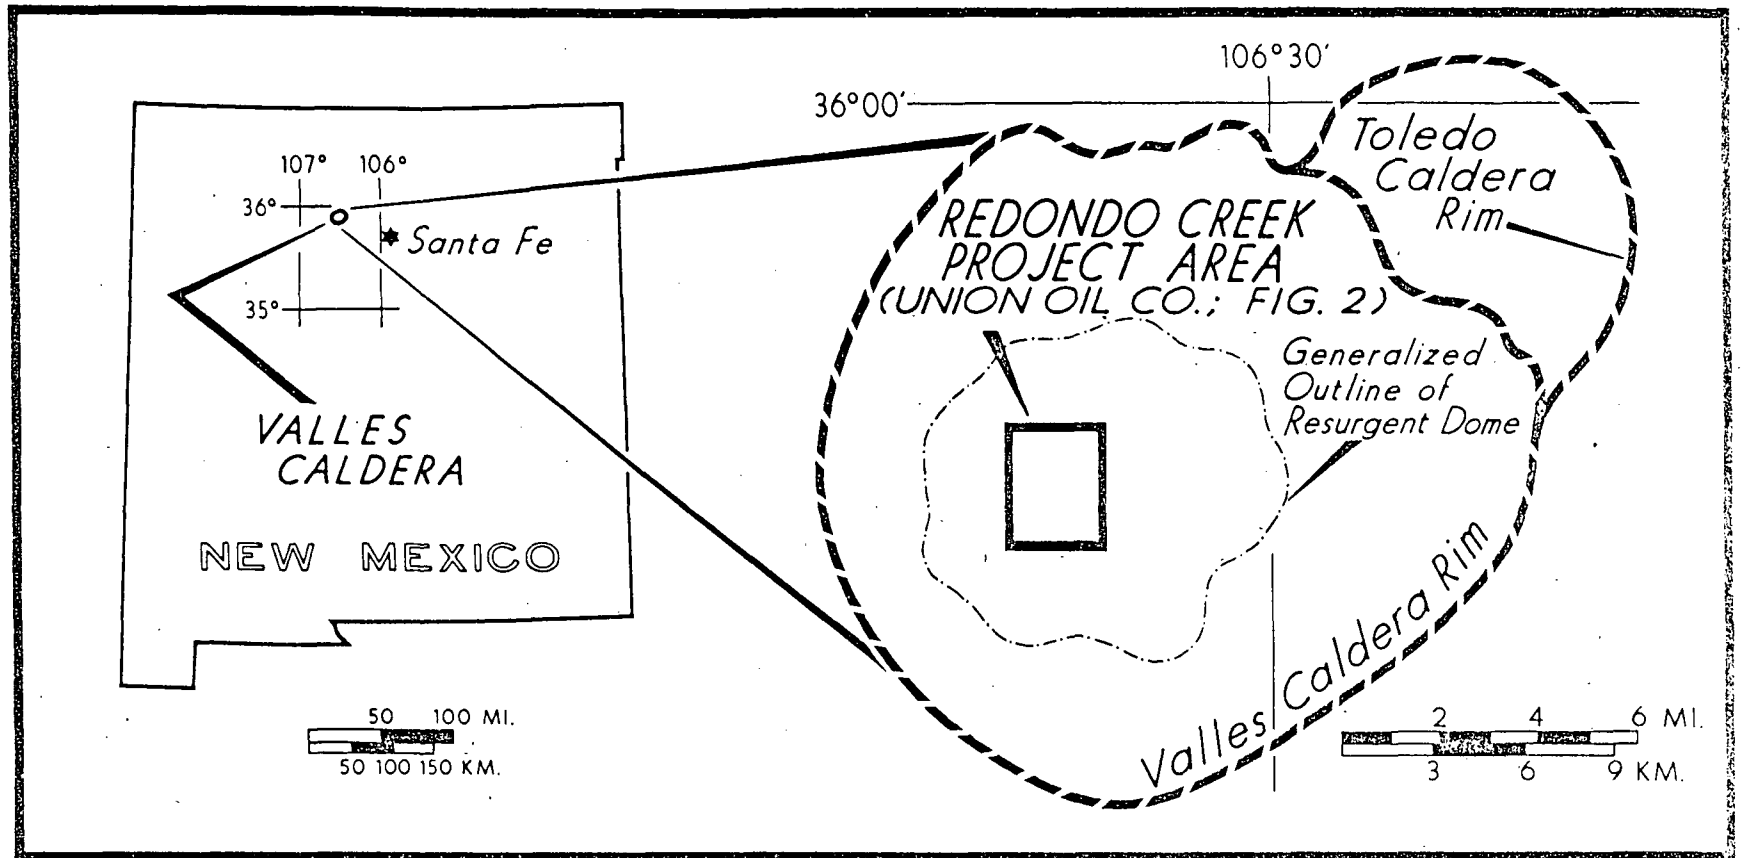 107° 106°
36°
Santa Fe
35°
VALLES
CALDERA
NEW MEXICO
50 100 MI.
50 100 150 KM.
106°30'
36°00'
Toledo
Caldera
Rim
REDONDO CREEK
PROJECT AREA
(UNION OIL CO.; FIG. 2)
Generalized
Outline of
Resurgent Dome
Valles Caldera Rim
2 4 6 MI.
3 6 9 KM.